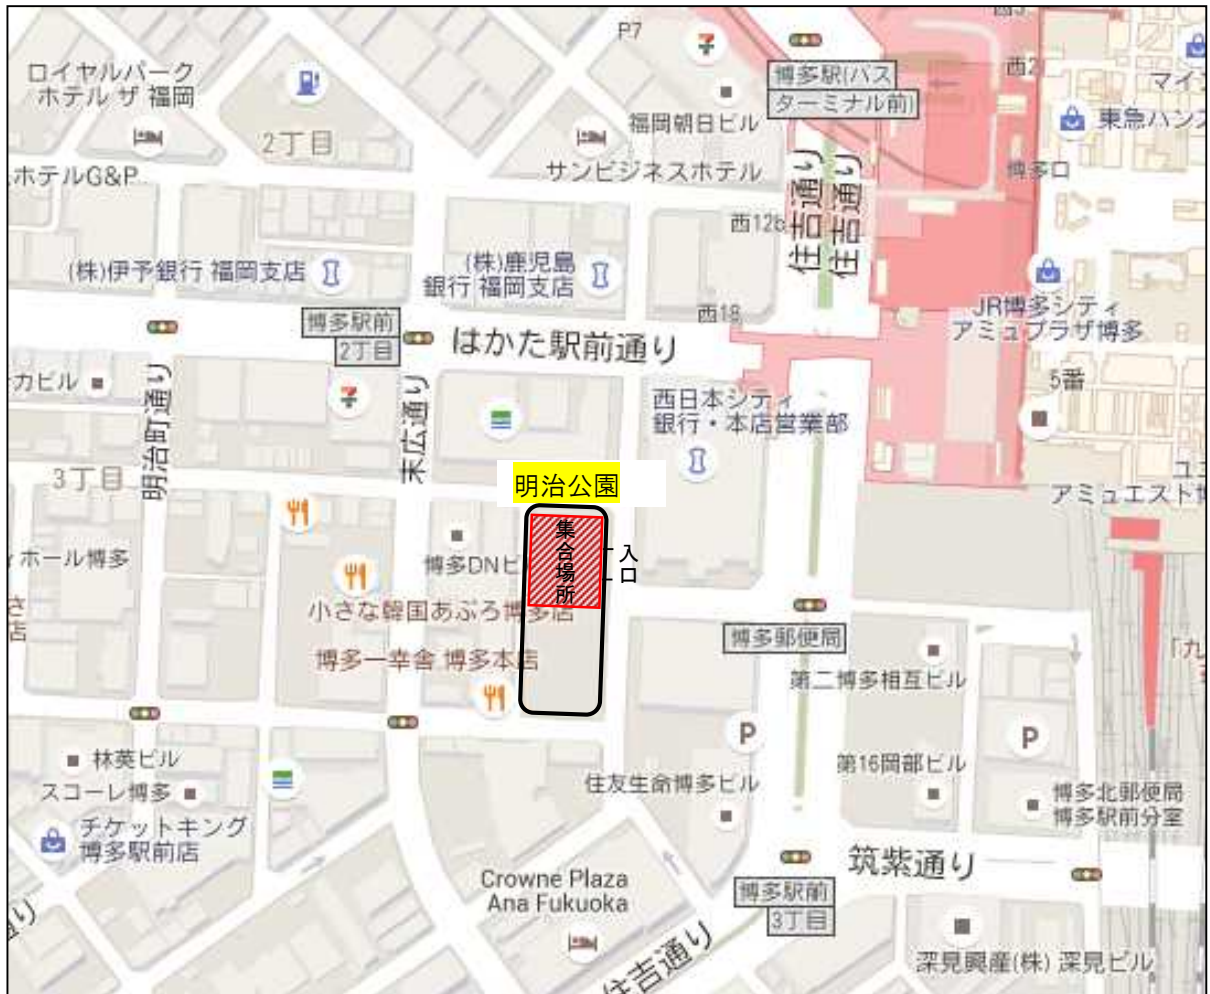 西3
P7
西2
ロイヤルパーク
ホテル ザ 福岡
博多駅(バス
ターミナル前)
マイン
東急ハンズ
福岡朝日ビル
2丁目
サンビジネスホテル
ホテルG&P
博多口
住吉通り
住吉通り
西12b
(株)伊予銀行 福岡支店
(株)鹿児島
銀行 福岡支店
JR博多シティ
アミュプラザ博多
西18
博多駅前
2丁目
はかた駅前通り
カビル
5番
明治町通り
末広通り
西日本シティ
銀行・本店営業部
3丁目
明治公園
アミュエスト博
集合場所
入口
ィホール博多
博多DNビ
小さな韓国あぷろ博多店
さ
店
博多郵便局
博多一幸舎 博多本店
第二博多相互ビル
「九
P
P
林英ビル
スコーレ博多
第16岡部ビル
住友生命博多ビル
博多北郵便局
博多駅前分室
チケットキング
博多駅前店
筑紫通り
Crowne Plaza
Ana Fukuoka
博多駅前
3丁目
通り
住吉通り
深見興産(株) 深見ビル